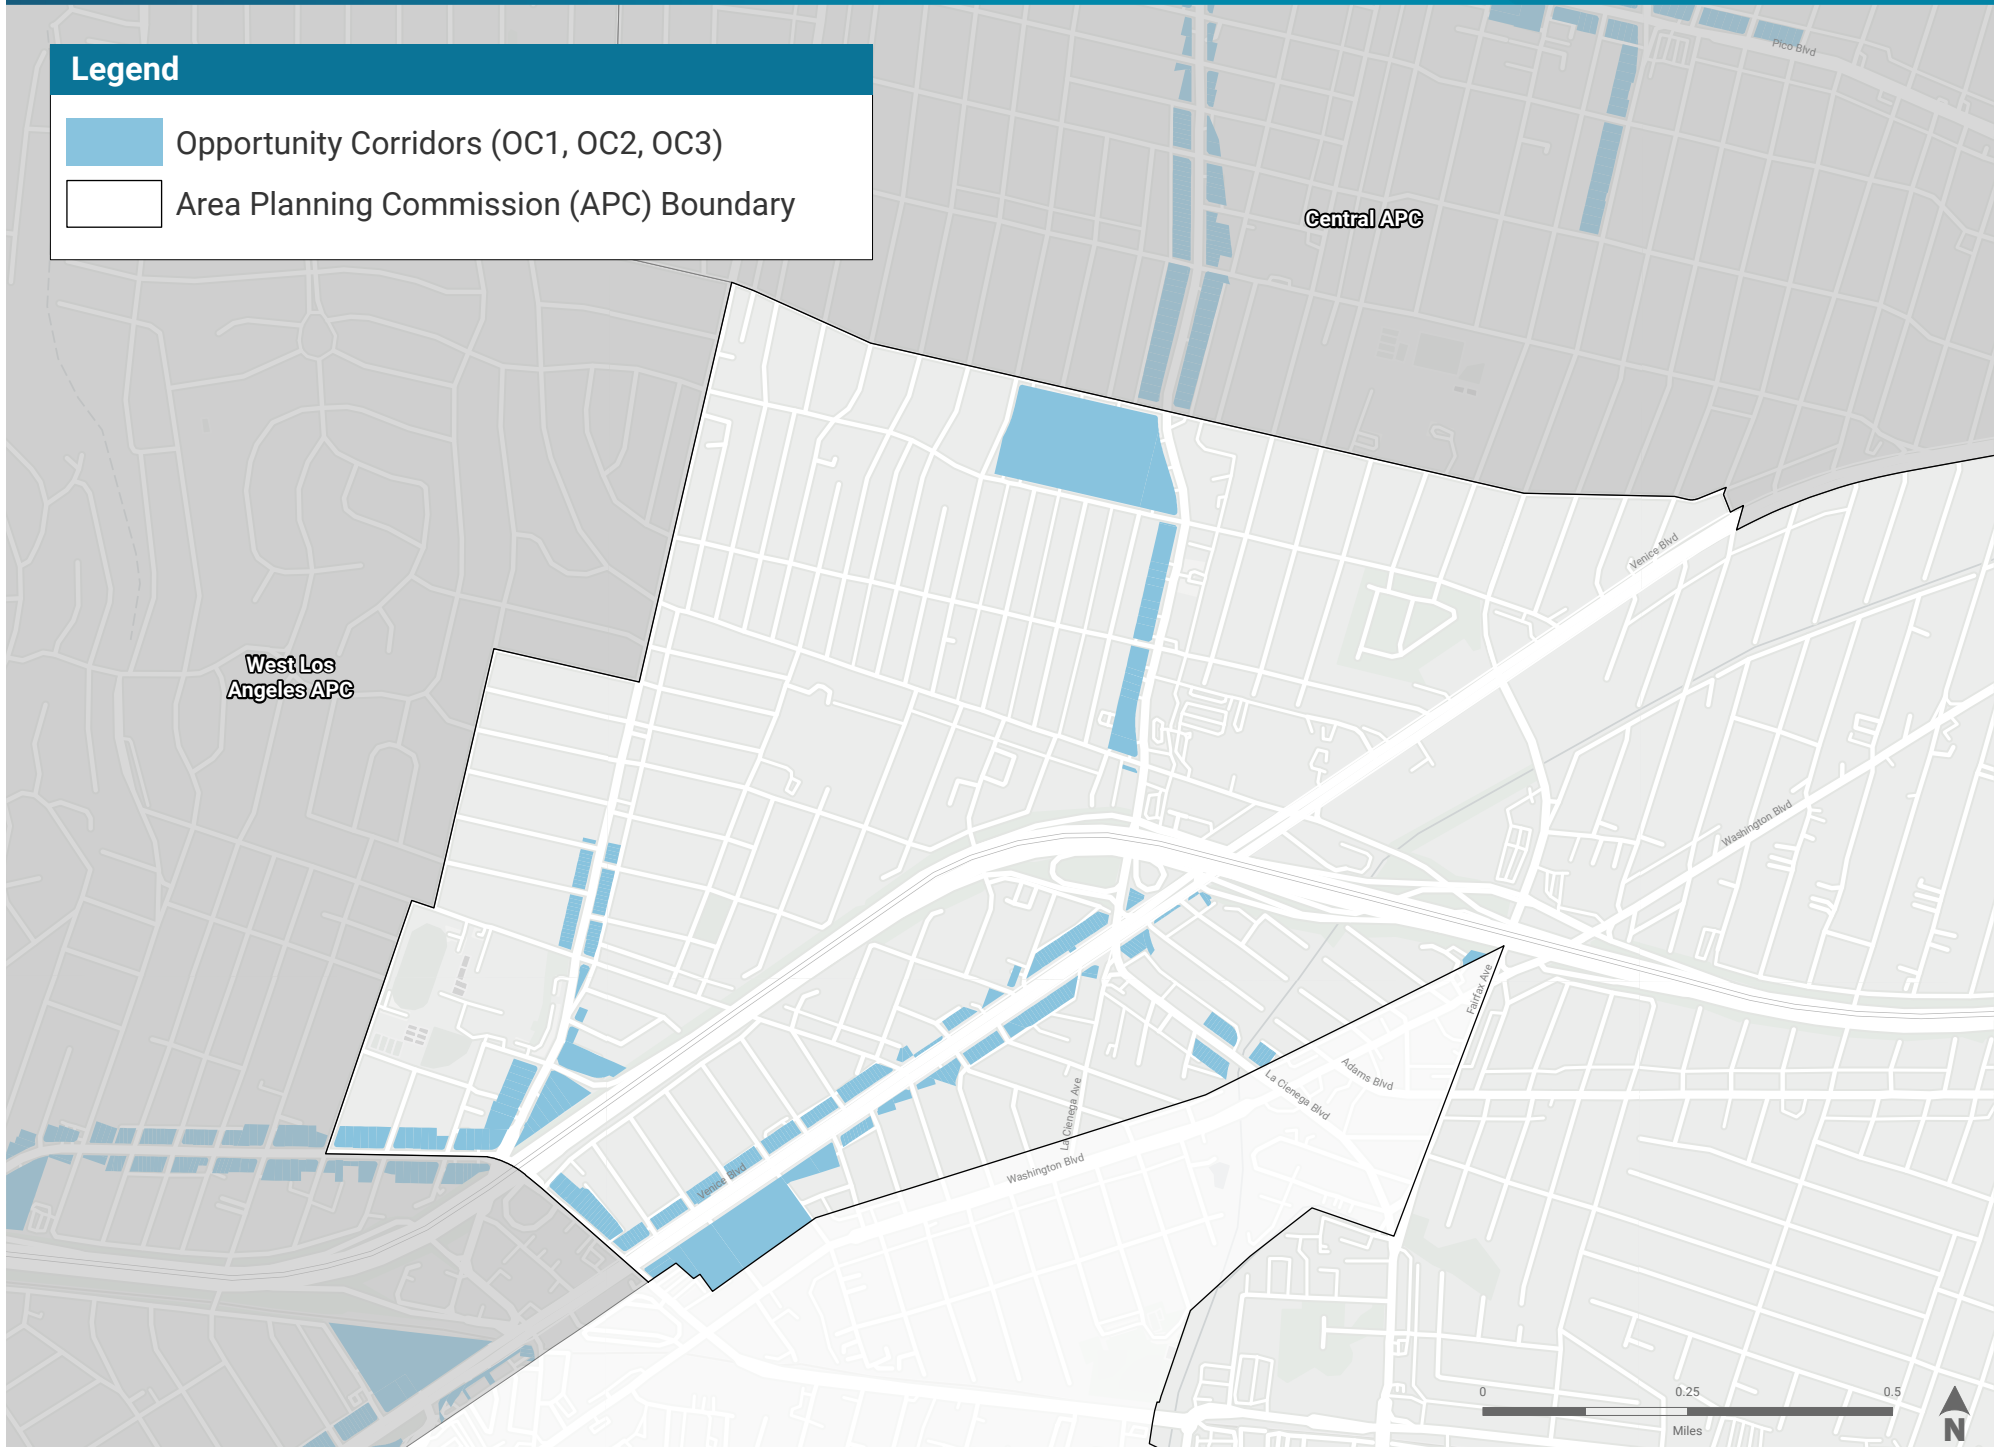 Legend
Opportunity Corridors (OC1, OC2, OC3)
Area Planning Commission (APC) Boundary
Pico Blvd
Central APC
Venice Blvd
West Los
Angeles APC
Washington Blvd
Fairfax Ave
Adams Blvd
La Cienega Blvd
La Cienega Ave
Washington Blvd
Venice Blvd
0
0.25
0.5
Miles
N